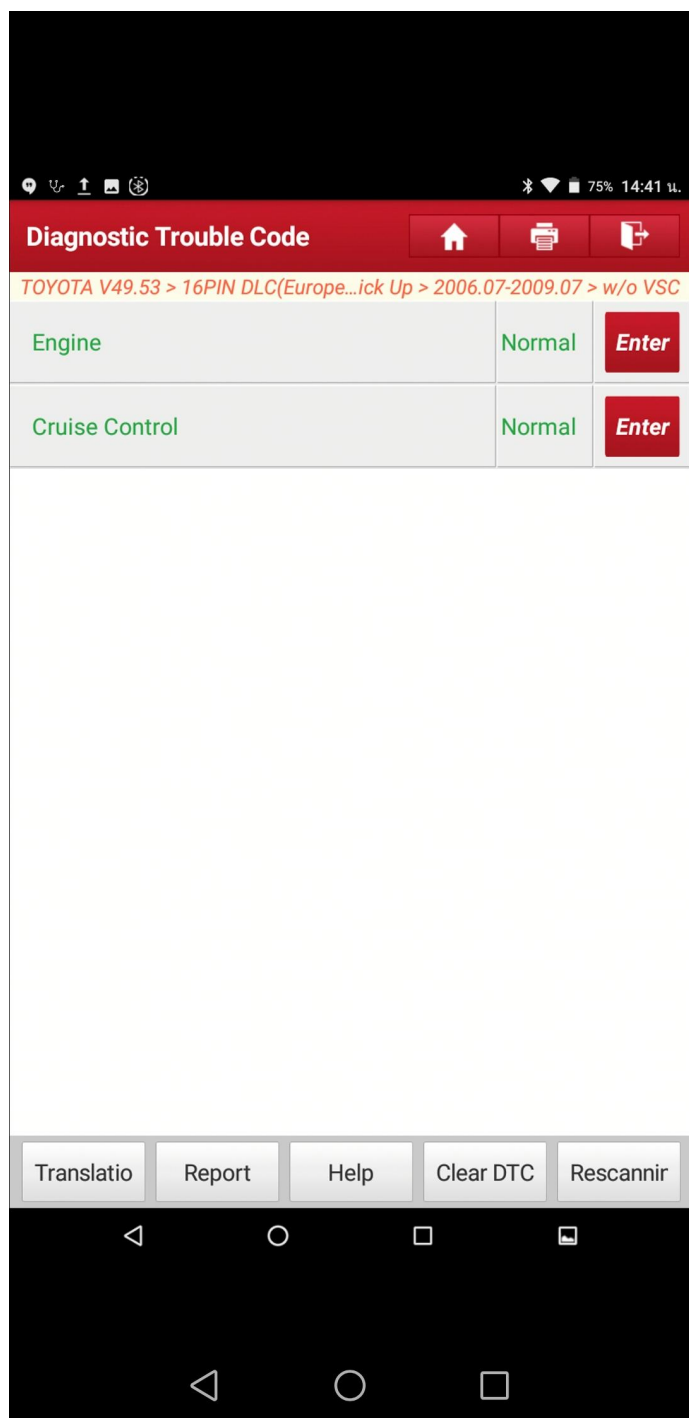 75% 14:41 น.
Diagnostic Trouble Code
TOYOTA V49.53 > 16PIN DLC(Europe...ick Up > 2006.07-2009.07 > w/o VSC
Engine Normal Enter
Cruise Control Normal Enter
Translatio Report Help Clear DTC Rescannir